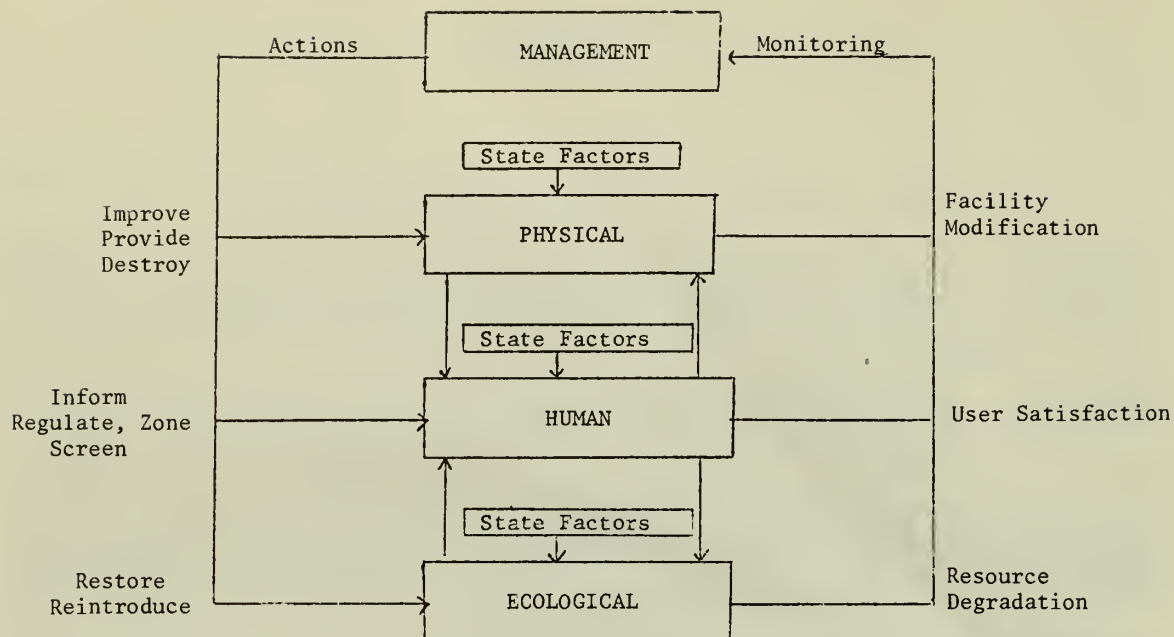 Actions
MANAGEMENT
Monitoring
State Factors
Improve
Provide
Destroy
PHYSICAL
Facility
Modification
State Factors
Inform
Regulate, Zone
Screen
HUMAN
User Satisfaction
State Factors
Restore
Reintroduce
ECOLOGICAL
Resource
Degradation